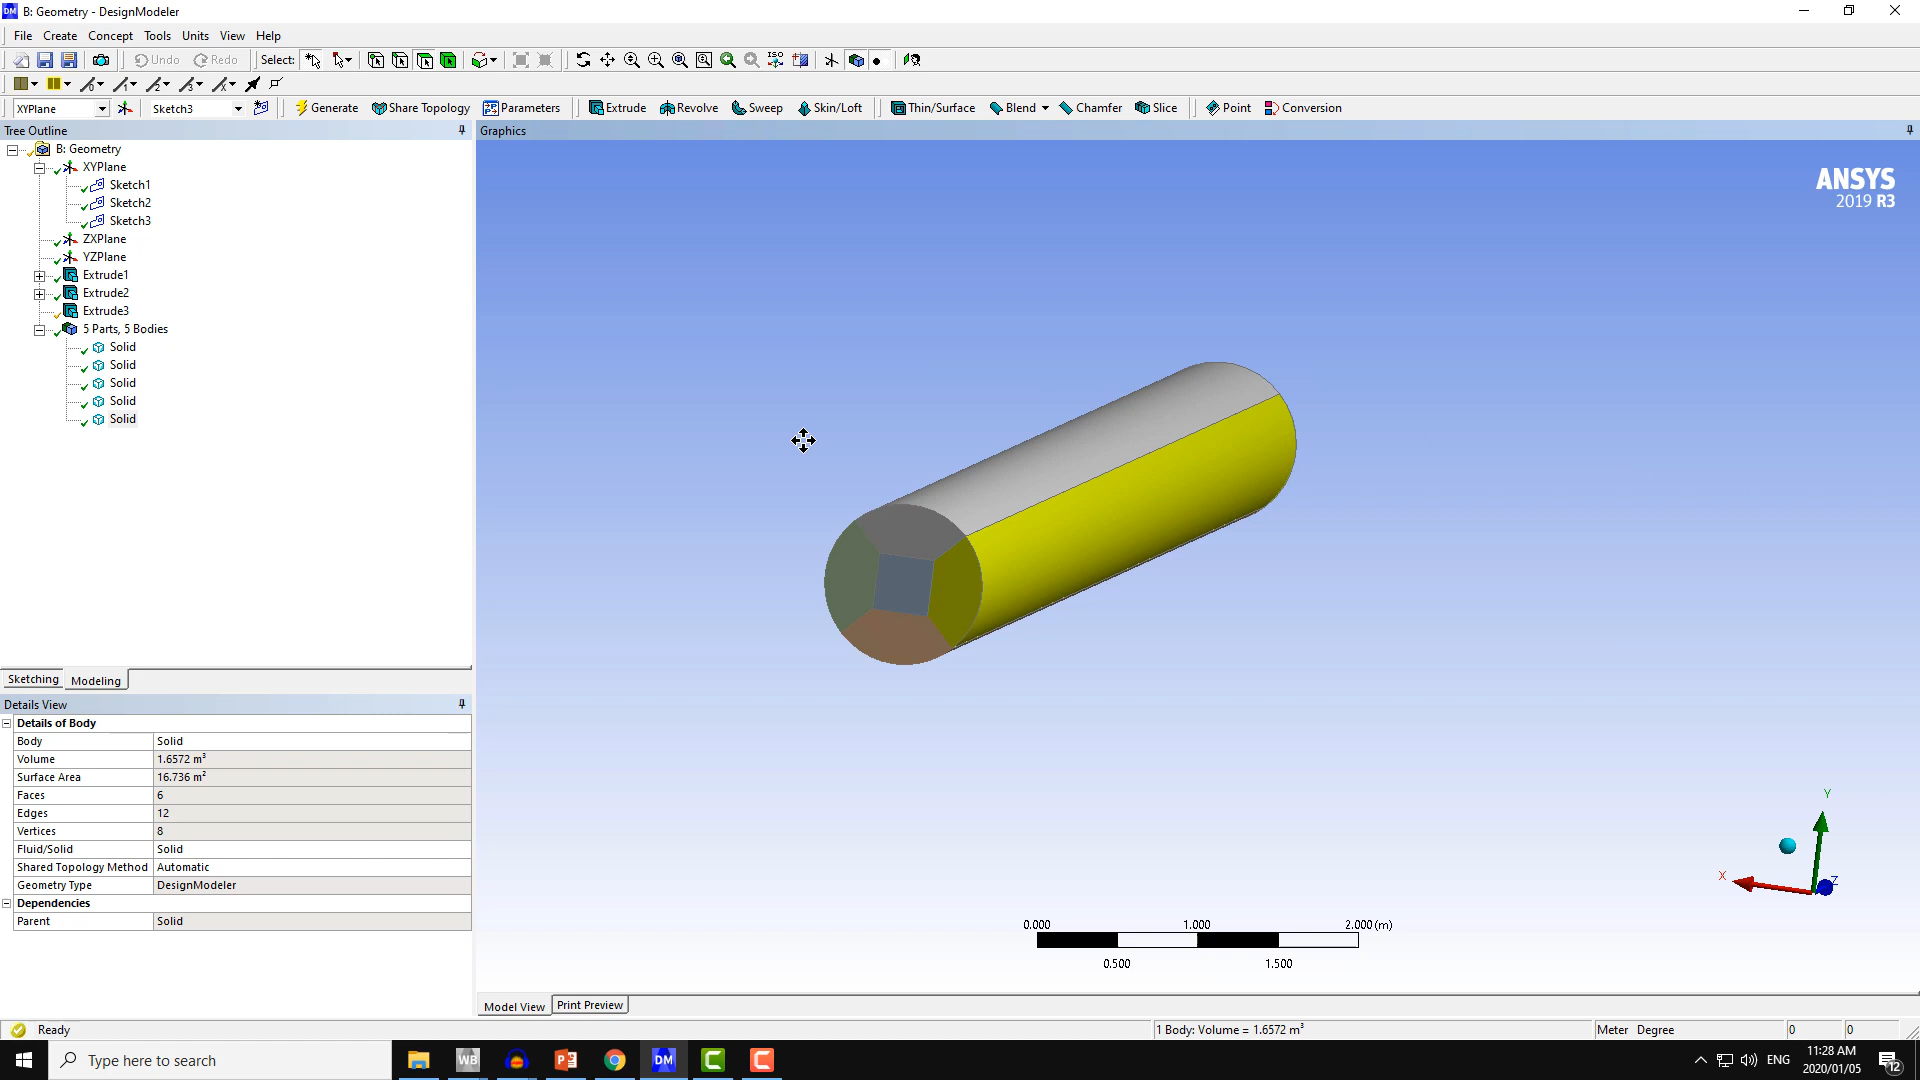 B: Geometry - DesignModeler
File Create Concept Tools Units View Help
Undo Redo Select: ISO
XYPlane Sketch3 Generate Share Topology Parameters Extrude Revolve Sweep Skin/Loft Thin/Surface Blend Chamfer Slice Point Conversion
Tree Outline
Graphics
B: Geometry
XYPlane
Sketch1
Sketch2
Sketch3
ZXPlane
YZPlane
Extrude1
Extrude2
Extrude3
5 Parts, 5 Bodies
Solid
Solid
Solid
Solid
Solid
ANSYS
2019 R3
Sketching Modeling
Details View
Details of Body
Body Solid
Volume 1.6572 m³
Surface Area 16.736 m²
Faces 6
Edges 12
Vertices 8
Fluid/Solid Solid
Shared Topology Method Automatic
Geometry Type DesignModeler
Dependencies
Parent Solid
Y
X
Z
0.000 1.000 2.000 (m)
0.500 1.500
Model View Print Preview
Ready
1 Body: Volume = 1.6572 m³
Meter Degree 0 0
Type here to search
WB
DM
ENG
11:28 AM
2020/01/05
12